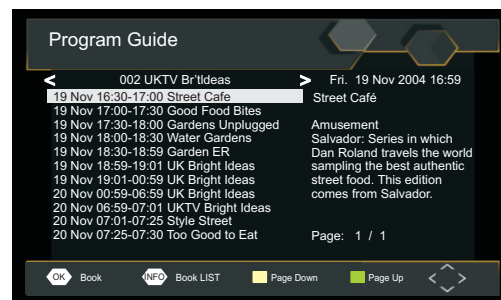 Program Guide
< 002 UKTV Br'tIdeas > Fri. 19 Nov 2004 16:59
19 Nov 16:30-17:00 Street Cafe
19 Nov 17:00-17:30 Good Food Bites
19 Nov 17:30-18:00 Gardens Unplugged
19 Nov 18:00-18:30 Water Gardens
19 Nov 18:30-18:59 Garden ER
19 Nov 18:59-19:01 UK Bright Ideas
19 Nov 19:01-00:59 UK Bright Ideas
20 Nov 00:59-06:59 UK Bright Ideas
20 Nov 06:59-07:01 UKTV Bright Ideas
20 Nov 07:01-07:25 Style Street
20 Nov 07:25-07:30 Too Good to Eat
Street Café
Amusement
Salvador: Series in which
Dan Roland travels the world
sampling the best authentic
street food. This edition
comes from Salvador.
Page: 1 / 1
OK Book INFO Book LIST Page Down Page Up